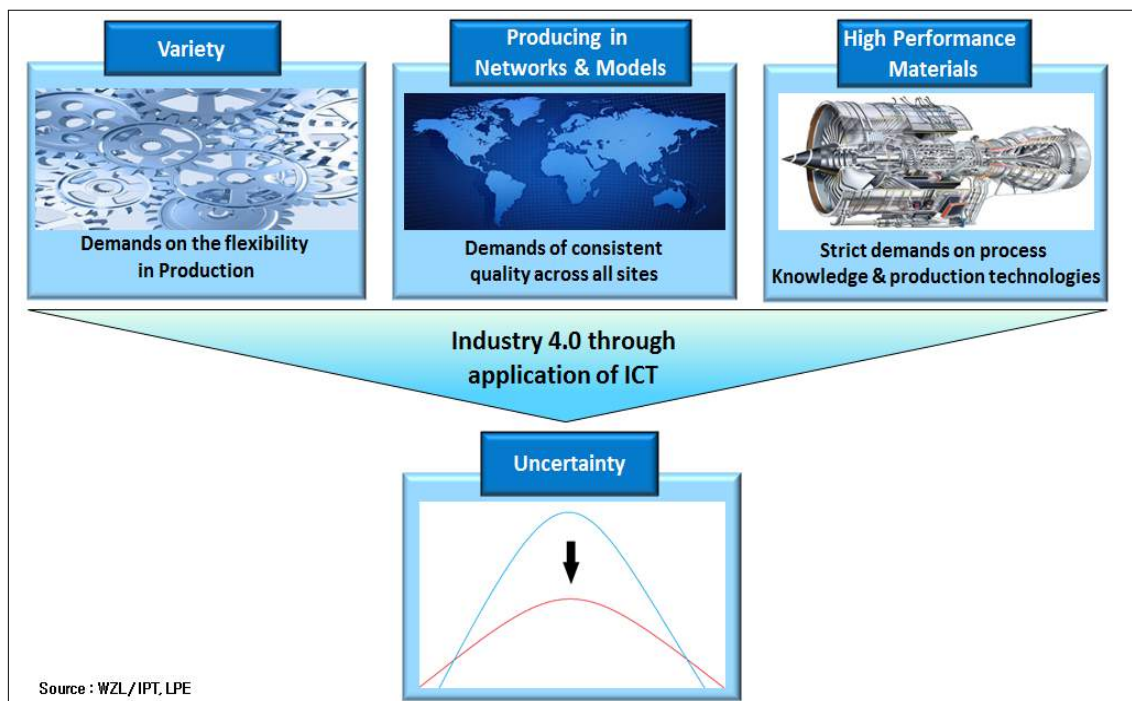 Variety
Demands on the flexibility
in Production
Producing in
Networks & Models
Demands of consistent
quality across all sites
High Performance
Materials
Strict demands on process
Knowledge & production technologies
Industry 4.0 through
application of ICT
Uncertainty
Source : WZL/IPT, LPE